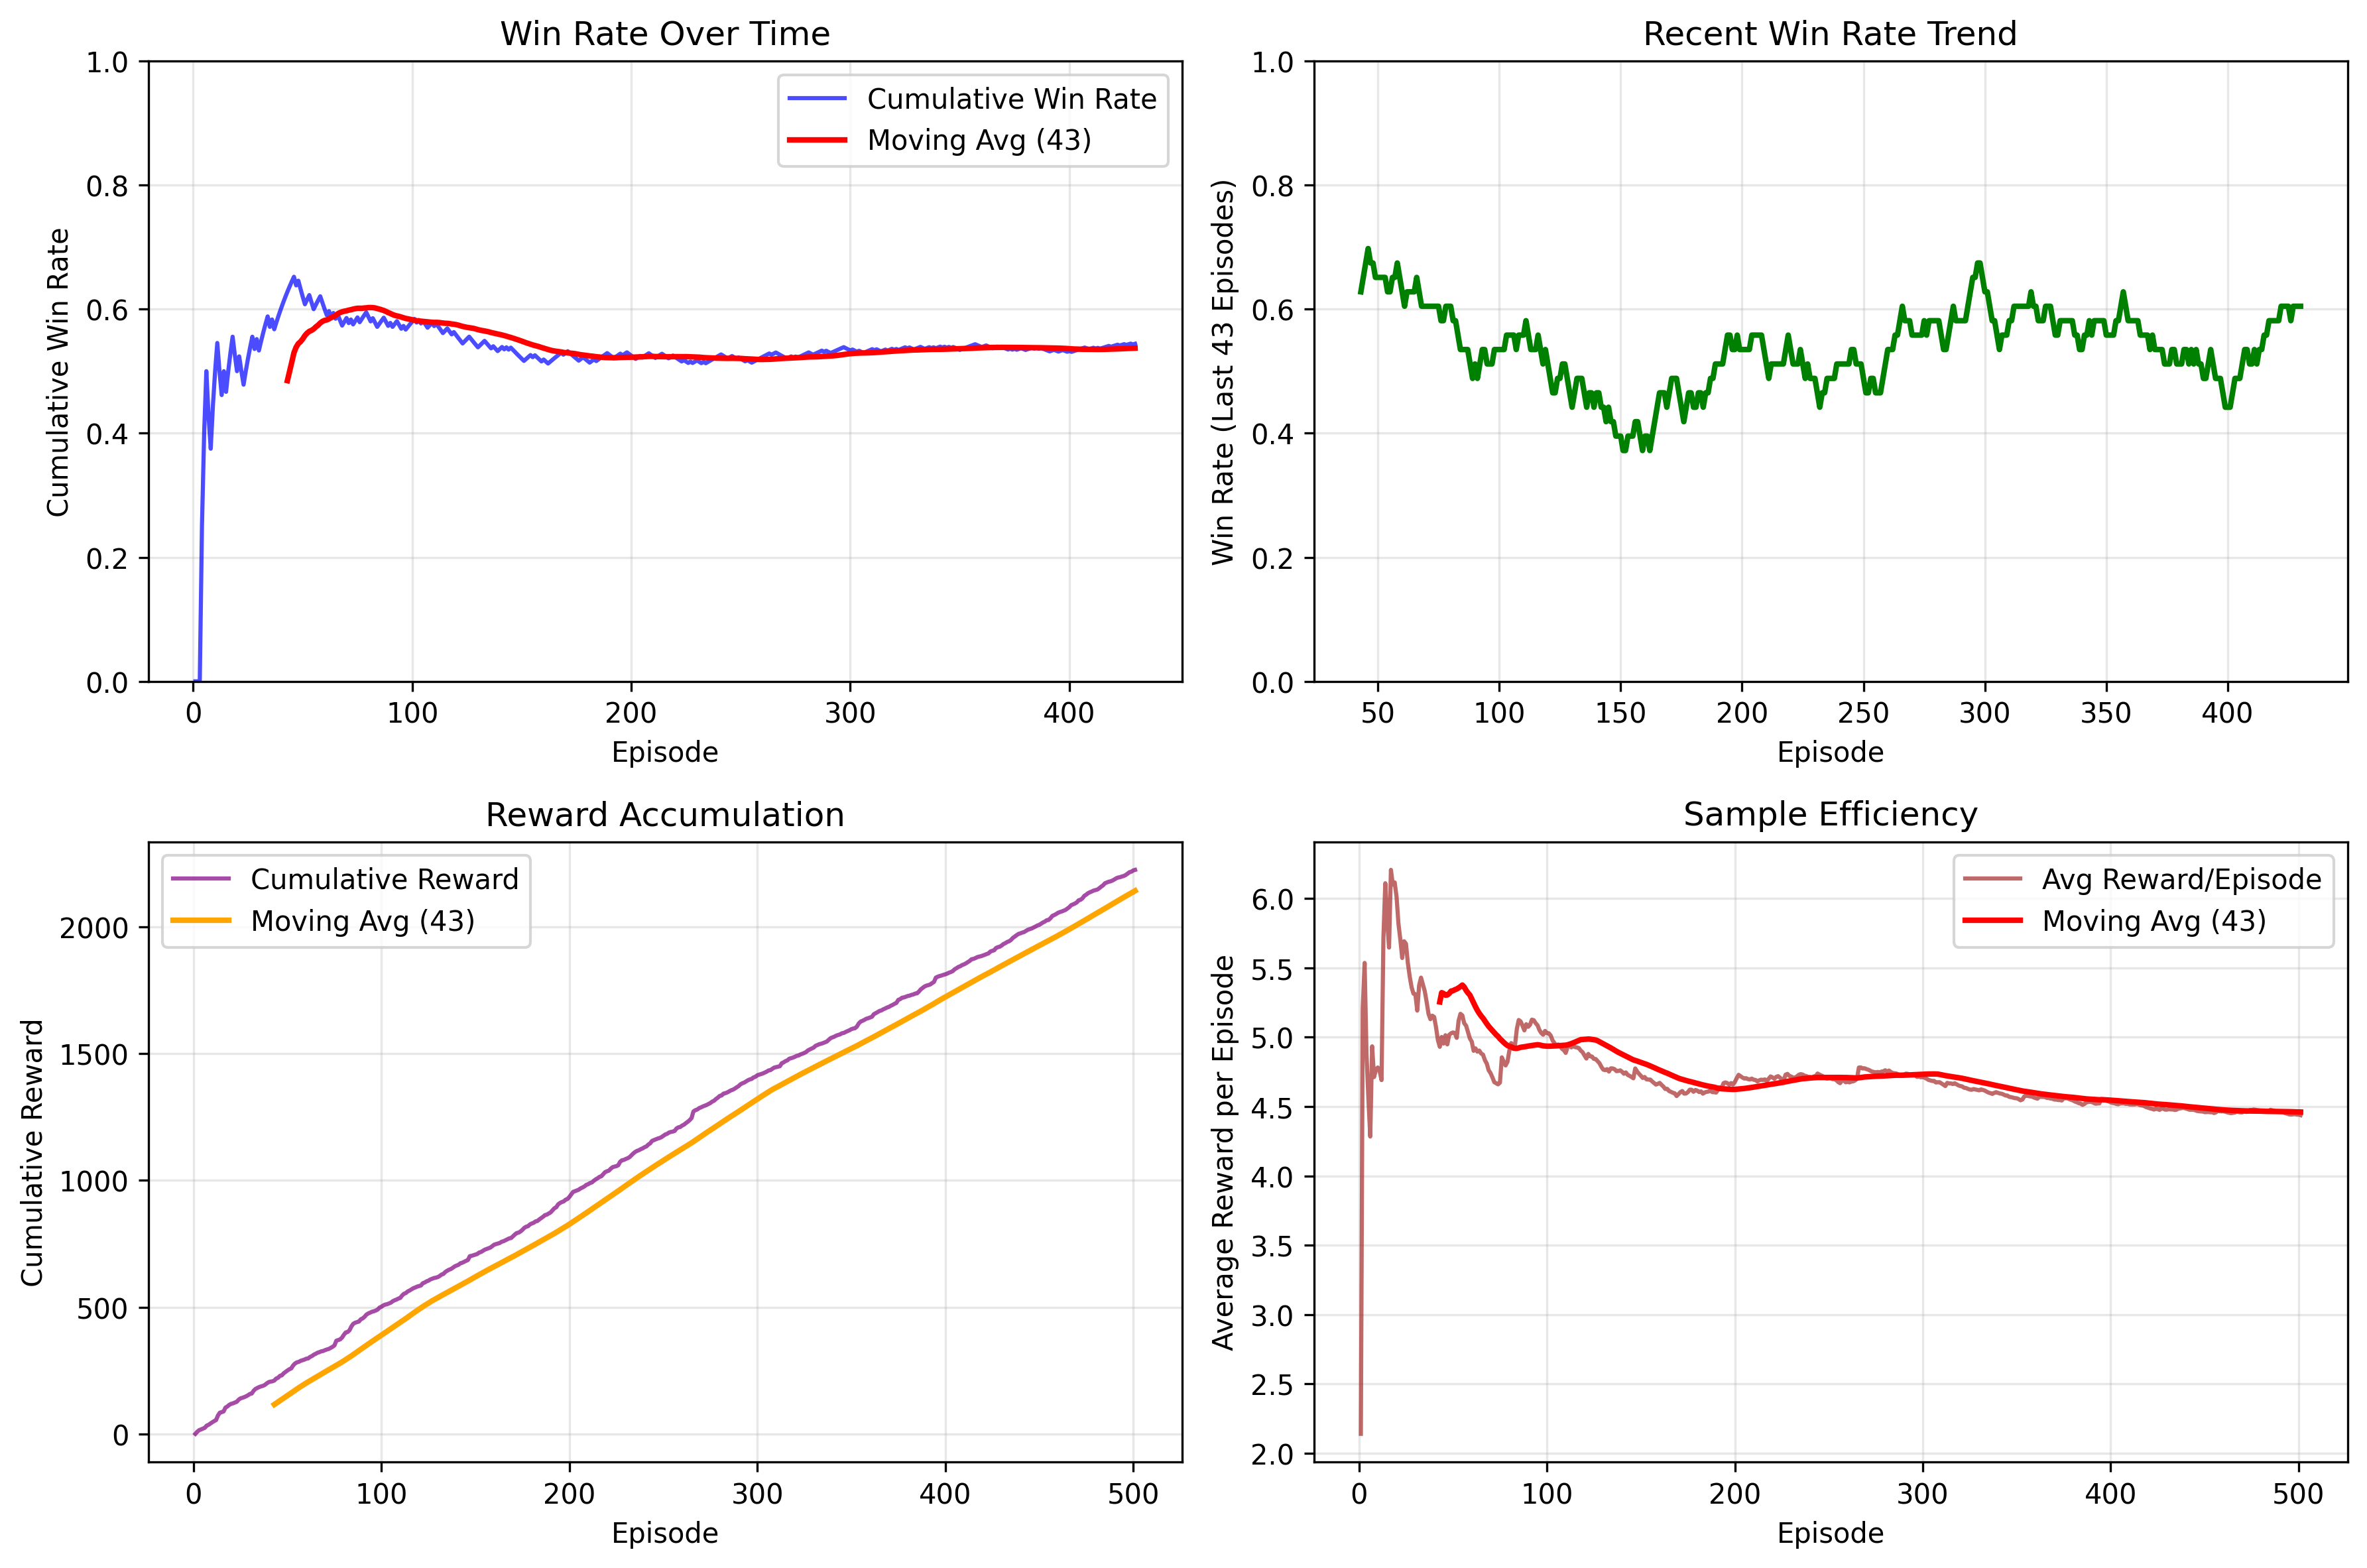 Win Rate Over Time
Cumulative Win Rate
1.0
0.8
0.6
0.4
0.2
0.0
Cumulative Win Rate
Moving Avg (43)
0 100 200 300 400
Episode
Recent Win Rate Trend
Win Rate (Last 43 Episodes)
1.0
0.8
0.6
0.4
0.2
0.0
50 100 150 200 250 300 350 400
Episode
Reward Accumulation
Cumulative Reward
2000
1500
1000
500
0
Cumulative Reward
Moving Avg (43)
0 100 200 300 400 500
Episode
Sample Efficiency
Average Reward per Episode
6.0
5.5
5.0
4.5
4.0
3.5
3.0
2.5
2.0
Avg Reward/Episode
Moving Avg (43)
0 100 200 300 400 500
Episode